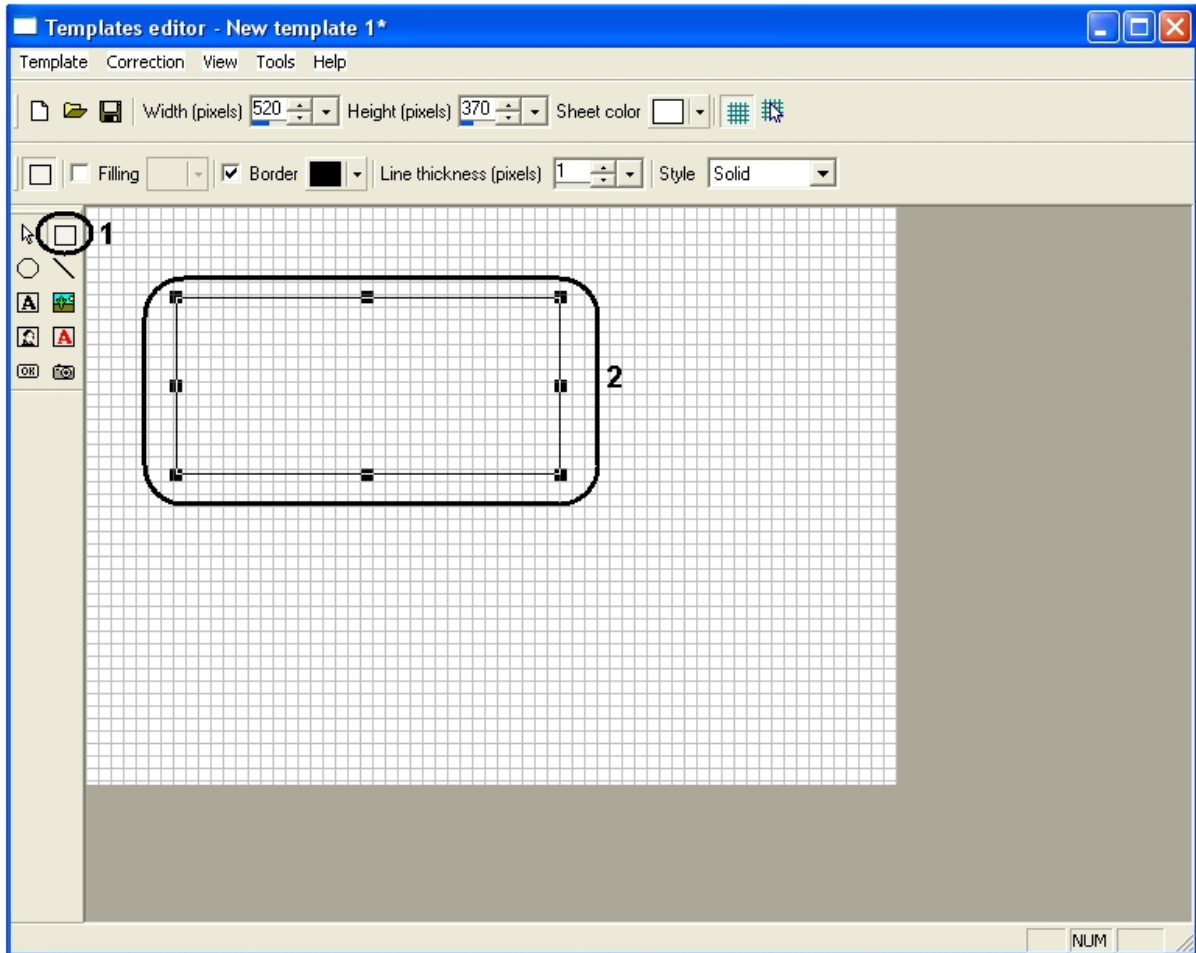 Templates editor - New template 1*
Template Correction View Tools Help
Width (pixels) 520 Height (pixels) 370 Sheet color
Filling Border Line thickness (pixels) 1 Style Solid
1
A
A
OK
2
NUM